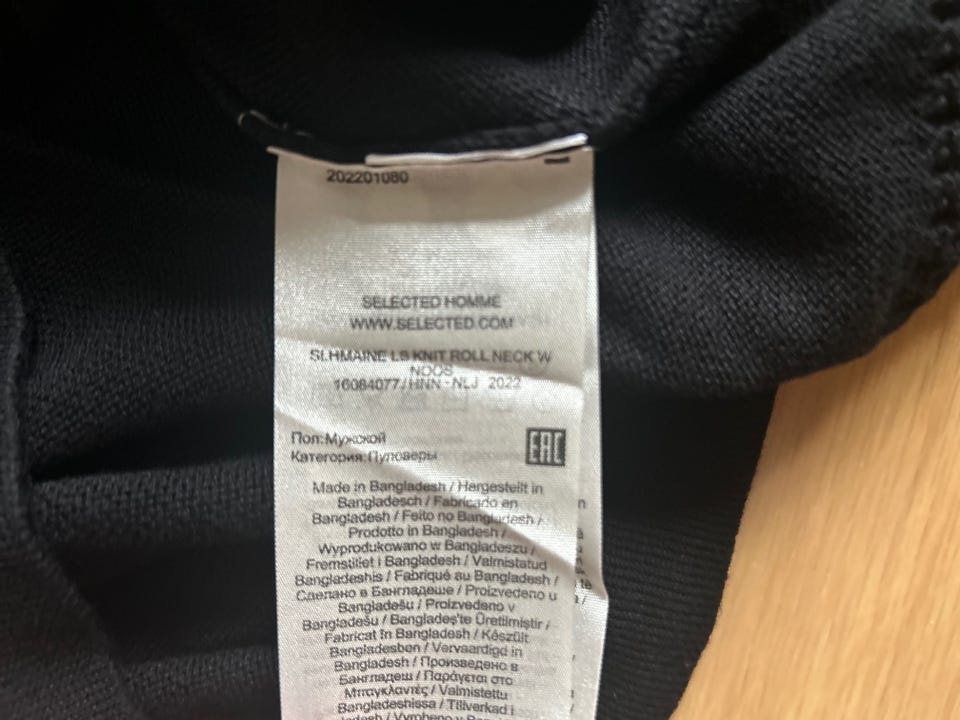 202201080
SELECTED HOMME
WWW.SELECTED.COM
SLHMAINE LS KNIT ROLL NECK W
NOOS
16084077/HNN - NLJ 2022
Пол:Мужской
Категория:Пуловеры
EAC
Made in Bangladesh / Hergestellt in
Bangladesch / Fabricado en
Bangladesh / Feito no Bangladesh /
Prodotto in Bangladesh /
Wyprodukowano w Bangladeszu /
Fremstillet i Bangladesh / Valmistatud
Bangladeshis / Fabriqué au Bangladesh /
Сделано в Бангладеше / Proizvedeno u
Bangladešu / Proizvedeno v
Bangladešu / Bangladeş'te Üretilmiştir /
Fabricat în Bangladesh / Készült
Bangladesben / Vervaardigd in
Bangladesh / Произведено в
Бангладеш / Παράγεται στο
Μπαγκλαντές / Valmistettu
Bangladeshissa / Tillverkad i